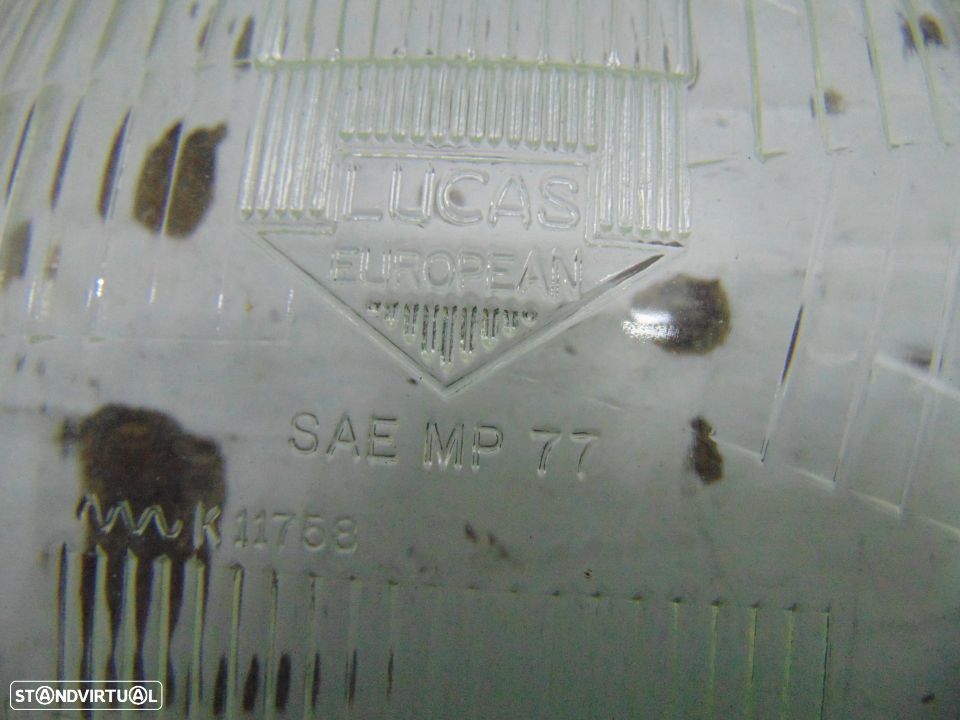 LUCAS
EUROPEAN
SAE MP 77
K 11758
STANDVIRTUAL